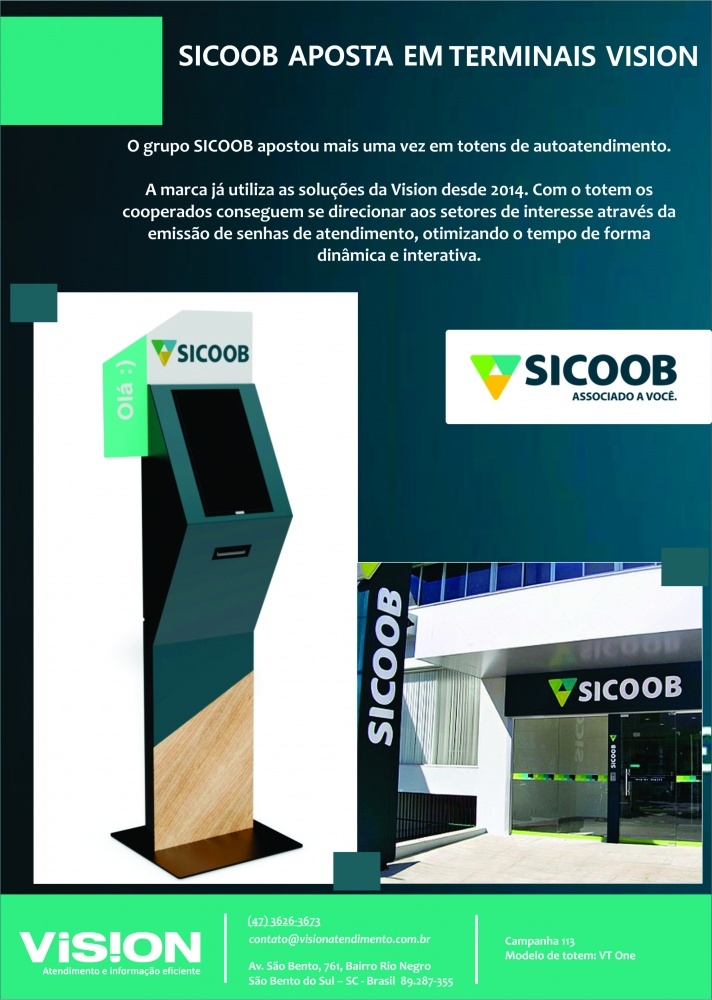 SICOOB APOSTA EM TERMINAIS VISION
O grupo SICOOB apostou mais uma vez em totens de autoatendimento.
A marca já utiliza as soluções da Vision desde 2014. Com o totem os
cooperados conseguem se direcionar aos setores de interesse através da
emissão de senhas de atendimento, otimizando o tempo de forma
dinâmica e interativa.
SICOOB
Olá :)
SICOOB
ASSOCIADO A VOCÊ.
SICOOB
SICOOB
SICOOB
ViS!ON
Atendimento e informação eficiente
(47) 3626-3673
contato@visionatendimento.com.br
Av. São Bento, 761, Bairro Rio Negro
São Bento do Sul – SC - Brasil 89.287-355
Campanha 113
Modelo de totem: VT One